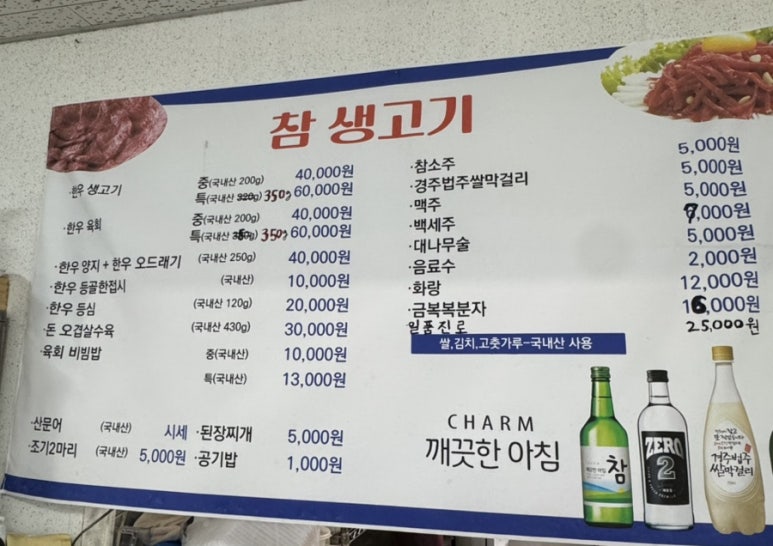 참 생고기
·한우 생고기 중(국내산 200g) 40,000원
특(국내산 320g) 350g 60,000원
·한우 육회 중(국내산 200g) 40,000원
특(국내산 350g) 350g 60,000원
·한우 양지 + 한우 오드래기 (국내산 250g) 40,000원
·한우 등골한접시 (국내산) 10,000원
·한우 등심 (국내산 120g) 20,000원
·돈 오겹살수육 (국내산 430g) 30,000원
·육회 비빔밥 중(국내산) 10,000원
특(국내산) 13,000원
·산문어 (국내산) 시세
·조기2마리 (국내산) 5,000원
·된장찌개 5,000원
·공기밥 1,000원
·참소주 5,000원
·경주법주쌀막걸리 5,000원
·맥주 5,000원
·백세주 7,000원
·대나무술 5,000원
·음료수 2,000원
·화랑 12,000원
·금복복분자 16,000원
일품진로 25,000원
쌀,김치,고춧가루-국내산 사용
CHARM
깨끗한 아침
참
ZERO
2
경주법주
쌀막걸리